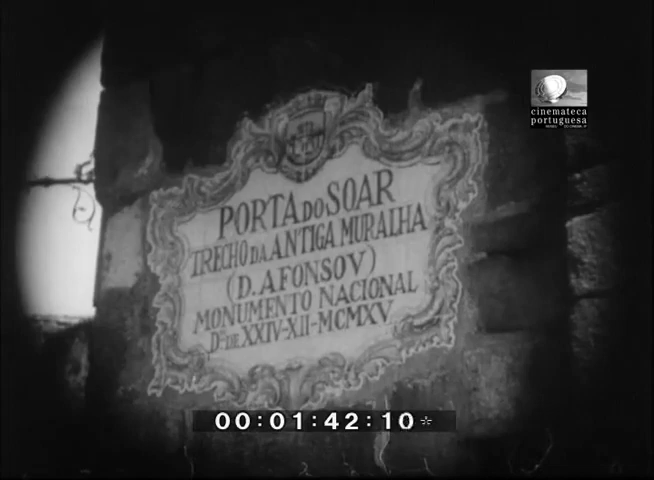 cinemateca
portuguesa
PORTA DO SOAR
TRECHO DA ANTIGA MURALHA
(D. AFONSO V)
MONUMENTO NACIONAL
D. DE XXIV-XII-MCMXV
00:01:42:10